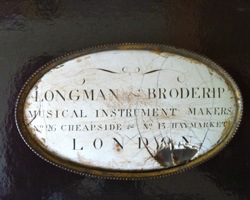 LONGMAN & BRODERIP
MUSICAL INSTRUMENT MAKERS
No. 26 CHEAPSIDE & No. 13 HAYMARKET
LONDON